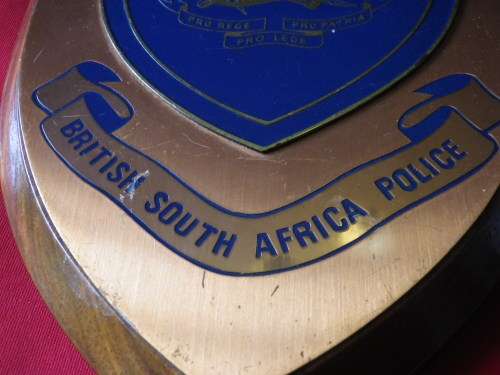 PRO REGE PRO PATRIA
PRO LEGE
BRITISH SOUTH AFRICA POLICE